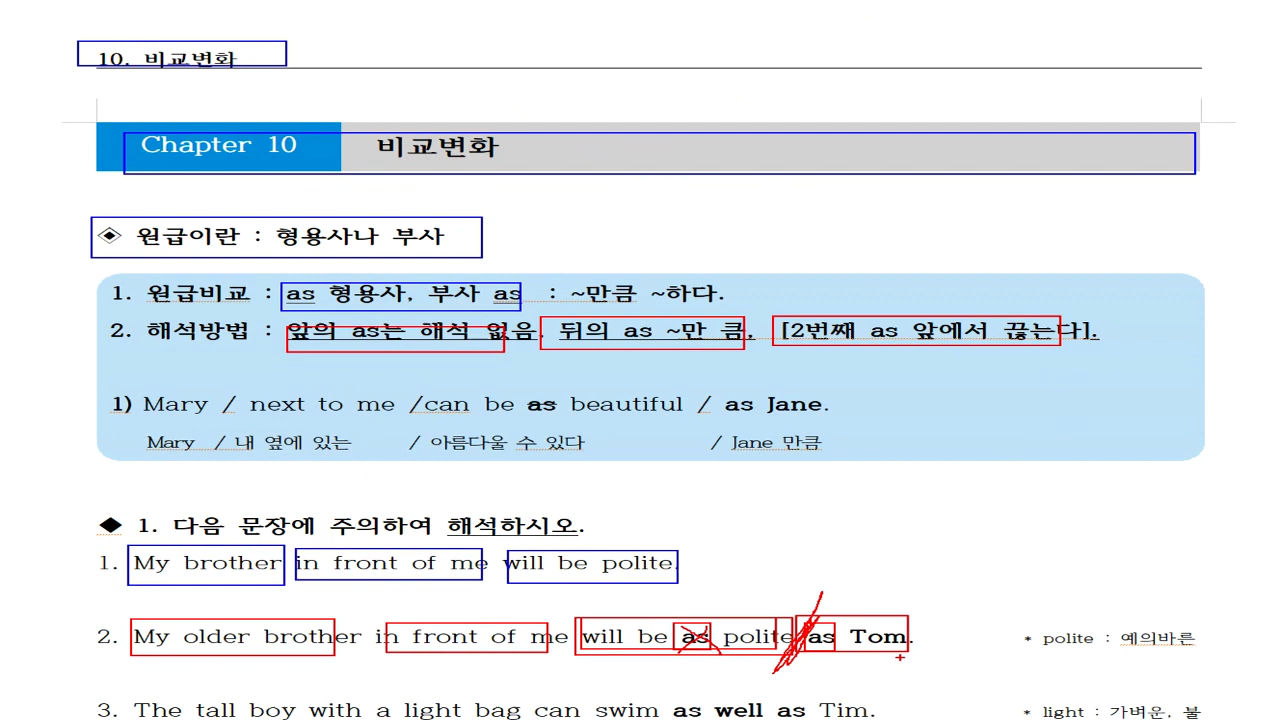 10. 비교변화
Chapter 10 비교변화
◈ 원급이란 : 형용사나 부사
1. 원급비교 : as 형용사, 부사 as : ~만큼 ~하다.
2. 해석방법 : 앞의 as는 해석 없음. 뒤의 as ~만 큼, [2번째 as 앞에서 끊는다].
1) Mary / next to me /can be as beautiful / as Jane.
Mary / 내 옆에 있는 / 아름다울 수 있다 / Jane 만큼
◆ 1. 다음 문장에 주의하여 해석하시오.
1. My brother in front of me will be polite.
2. My older brother in front of me will be as polite as Tom. * polite : 예의바른
3. The tall boy with a light bag can swim as well as Tim. * light : 가벼운, 불